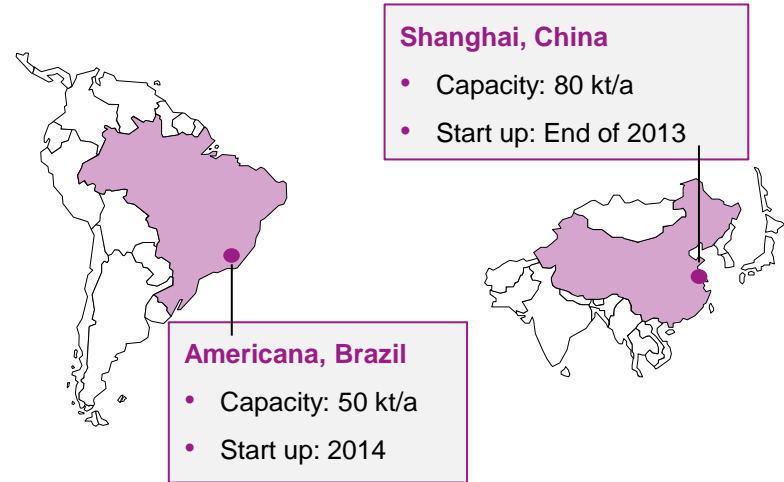 Shanghai, China
• Capacity: 80 kt/a
• Start up: End of 2013
Americana, Brazil
• Capacity: 50 kt/a
• Start up: 2014